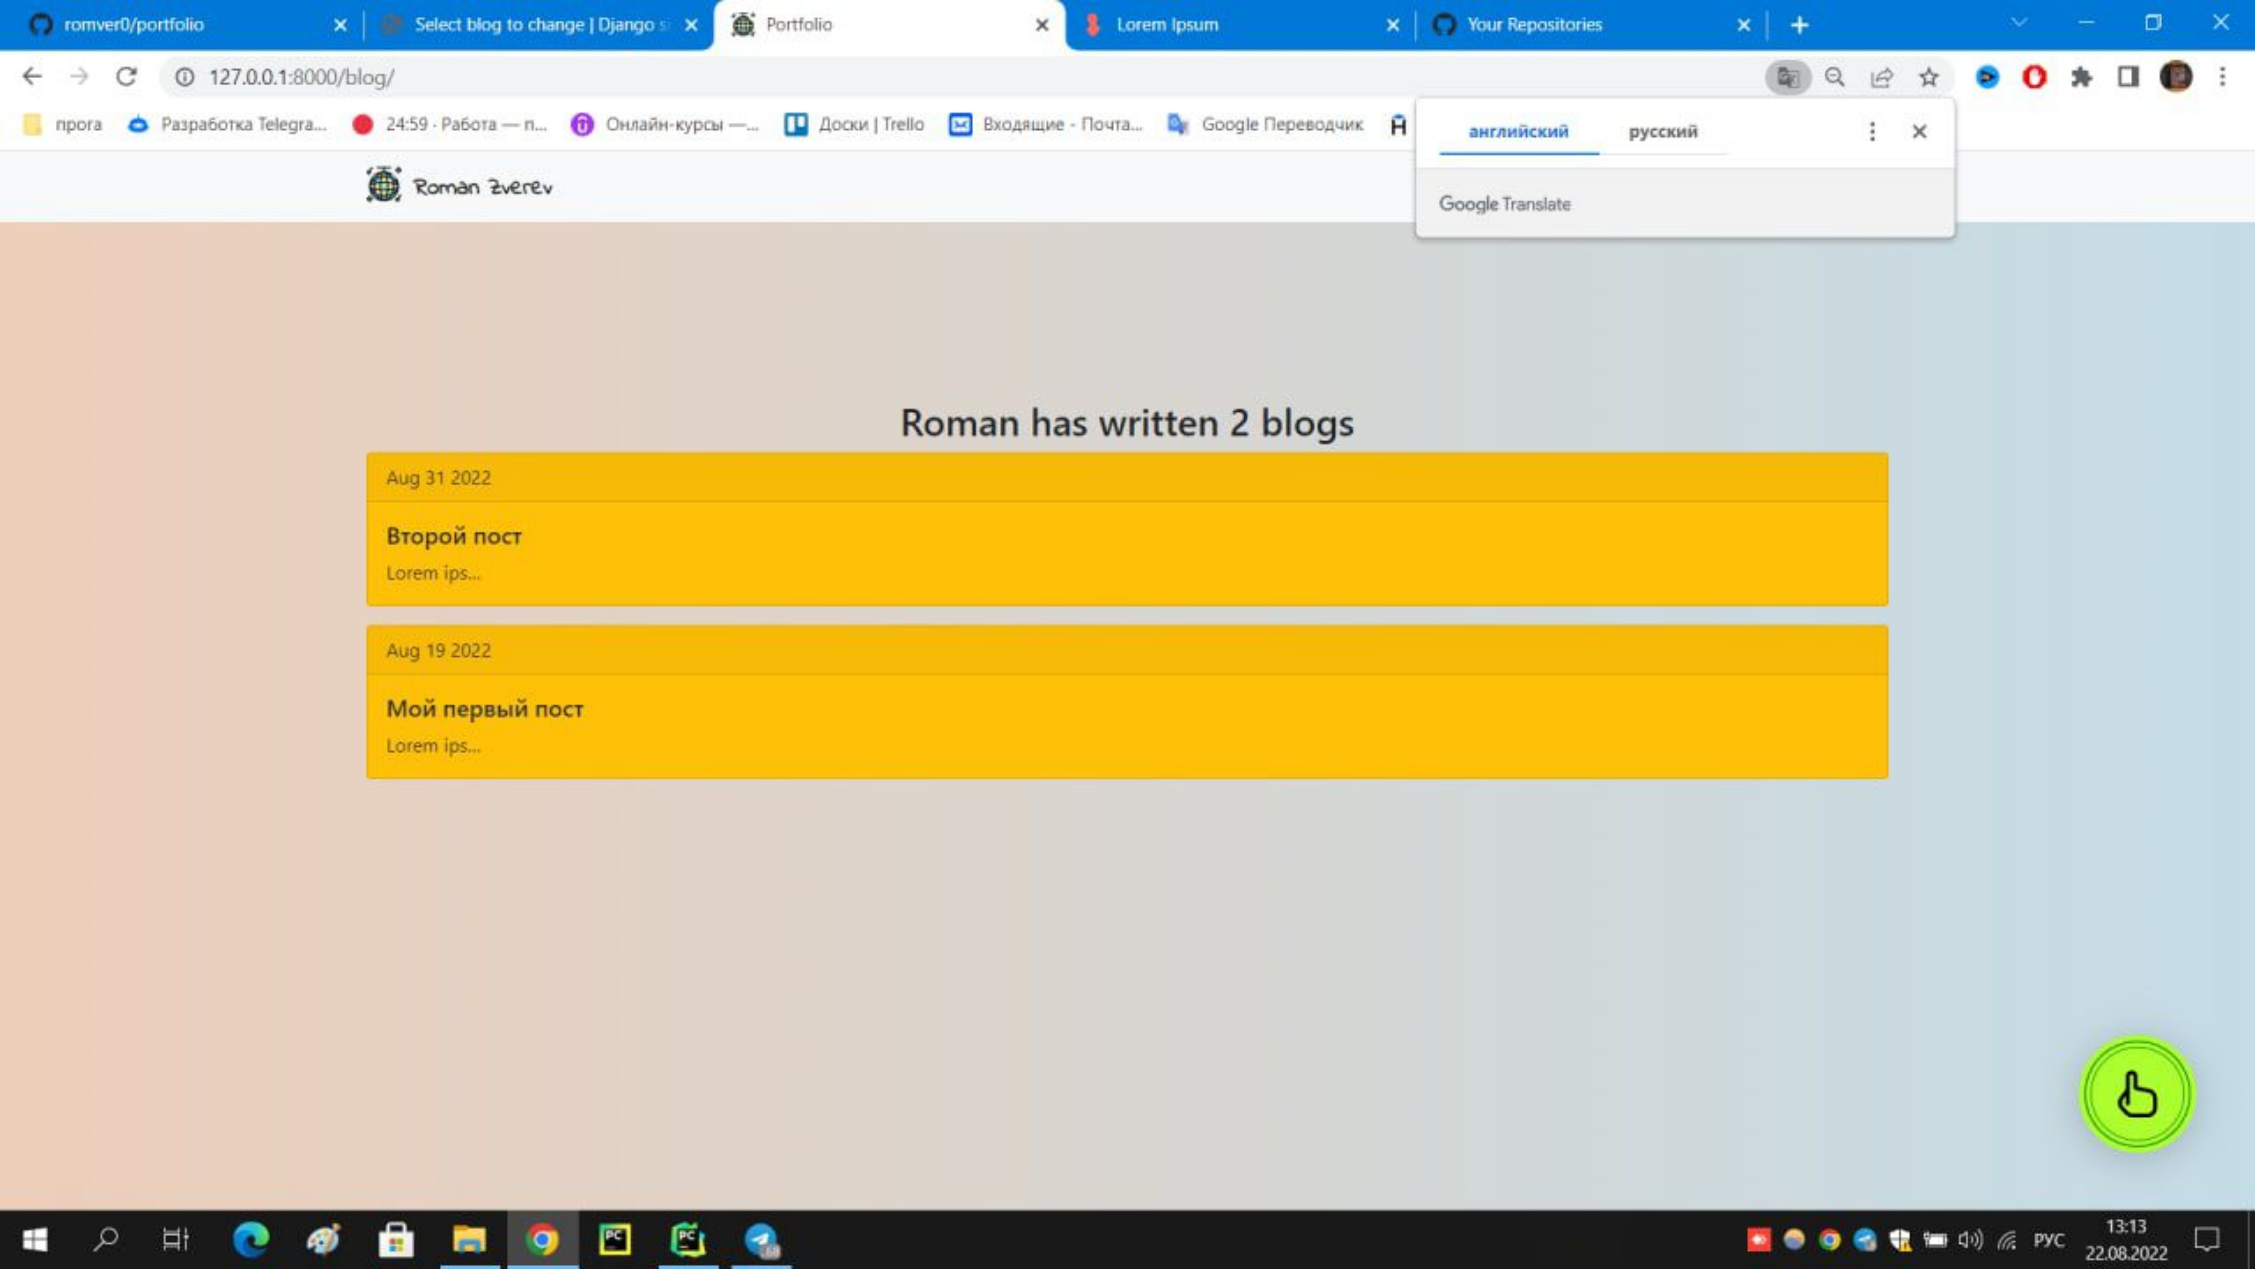 romver0/portfolio
Select blog to change | Django s
Portfolio
Lorem Ipsum
Your Repositories
127.0.0.1:8000/blog/
прога
Разработка Telegra...
24:59 - Работа — п...
Онлайн-курсы —...
Доски | Trello
Входящие - Почта...
Google Переводчик
английский
русский
Google Translate
Roman Zverev
Roman has written 2 blogs
Aug 31 2022
Второй пост
Lorem ips...
Aug 19 2022
Мой первый пост
Lorem ips...
РУС
13:13
22.08.2022